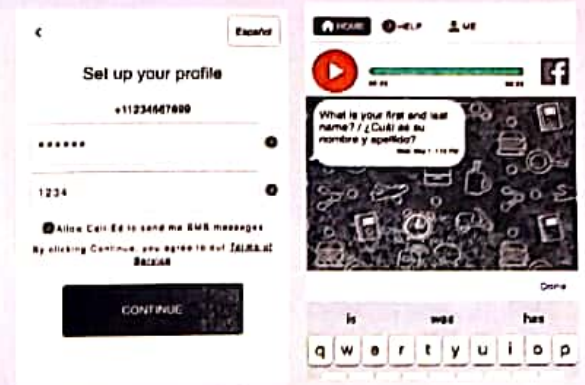 Español
Set up your profile
+11234567899
1234
Allow Cell-Ed to send me SMS messages
By clicking Continue, you agree to our Terms of
Service
CONTINUE
HOME HELP ME
What is your first and last
name? / ¿Cuál es su
nombre y apellido?
Done
is was has
q w e r t y u i o p